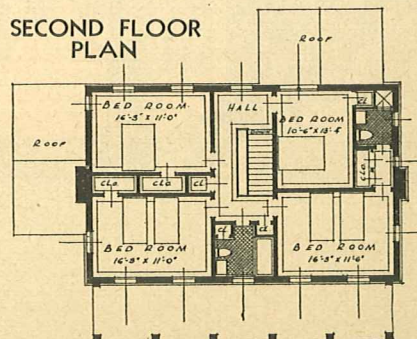 SECOND FLOOR
PLAN
ROOF
BED ROOM
16'-3" X 11'-0"
HALL
BED ROOM
10'-6" X 13'-4"
CL
ROOF
CLO
CLO
CL
CLO
BED ROOM
16'-3" X 11'-0"
CL
CL
BED ROOM
16'-3" X 11'-6"